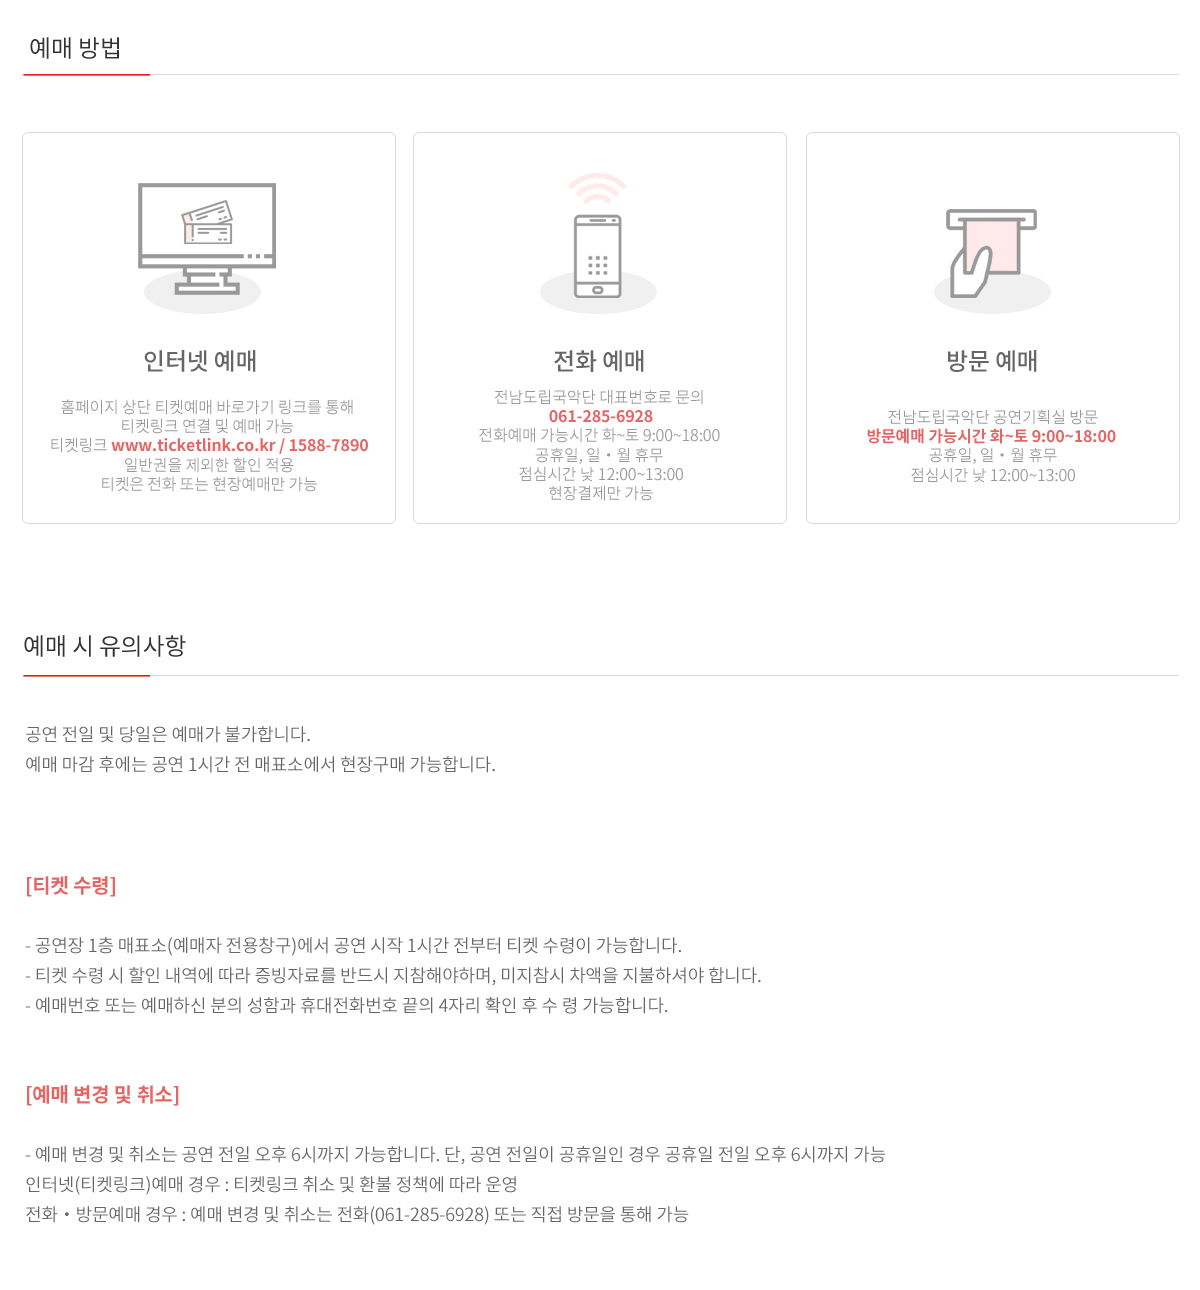 예매 방법
인터넷 예매
홈페이지 상단 티켓예매 바로가기 링크를 통해
티켓링크 연결 및 예매 가능
티켓링크 www.ticketlink.co.kr / 1588-7890
일반권을 제외한 할인 적용
티켓은 전화 또는 현장예매만 가능
전화 예매
전남도립국악단 대표번호로 문의
061-285-6928
전화예매 가능시간 화~토 9:00~18:00
공휴일, 일・월 휴무
점심시간 낮 12:00~13:00
현장결제만 가능
방문 예매
전남도립국악단 공연기획실 방문
방문예매 가능시간 화~토 9:00~18:00
공휴일, 일・월 휴무
점심시간 낮 12:00~13:00
예매 시 유의사항
공연 전일 및 당일은 예매가 불가합니다.
예매 마감 후에는 공연 1시간 전 매표소에서 현장구매 가능합니다.
[티켓 수령]
- 공연장 1층 매표소(예매자 전용창구)에서 공연 시작 1시간 전부터 티켓 수령이 가능합니다.
- 티켓 수령 시 할인 내역에 따라 증빙자료를 반드시 지참해야하며, 미지참시 차액을 지불하셔야 합니다.
- 예매번호 또는 예매하신 분의 성함과 휴대전화번호 끝의 4자리 확인 후 수 령 가능합니다.
[예매 변경 및 취소]
- 예매 변경 및 취소는 공연 전일 오후 6시까지 가능합니다. 단, 공연 전일이 공휴일인 경우 공휴일 전일 오후 6시까지 가능
인터넷(티켓링크)예매 경우 : 티켓링크 취소 및 환불 정책에 따라 운영
전화・방문예매 경우 : 예매 변경 및 취소는 전화(061-285-6928) 또는 직접 방문을 통해 가능